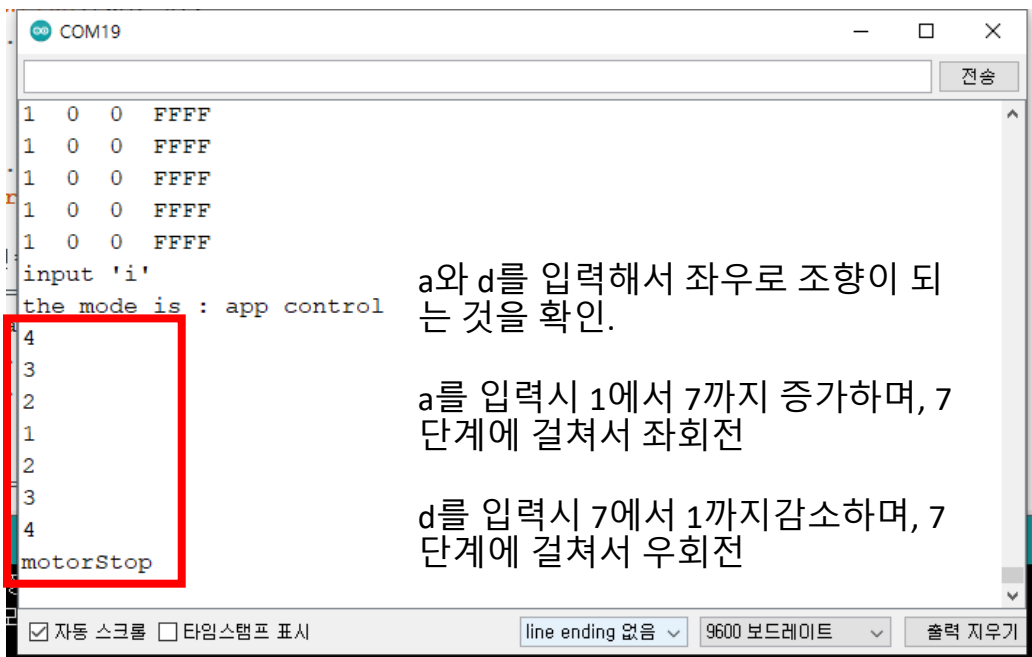 COM19
전송
1 0 0 FFFF
1 0 0 FFFF
1 0 0 FFFF
1 0 0 FFFF
1 0 0 FFFF
input 'i'
the mode is : app control
4
3
2
1
2
3
4
motorStop
a와 d를 입력해서 좌우로 조향이 되
는 것을 확인.
a를 입력시 1에서 7까지 증가하며, 7
단계에 걸쳐서 좌회전
d를 입력시 7에서 1까지감소하며, 7
단계에 걸쳐서 우회전
자동 스크롤 타임스탬프 표시 line ending 없음 9600 보드레이트 출력 지우기